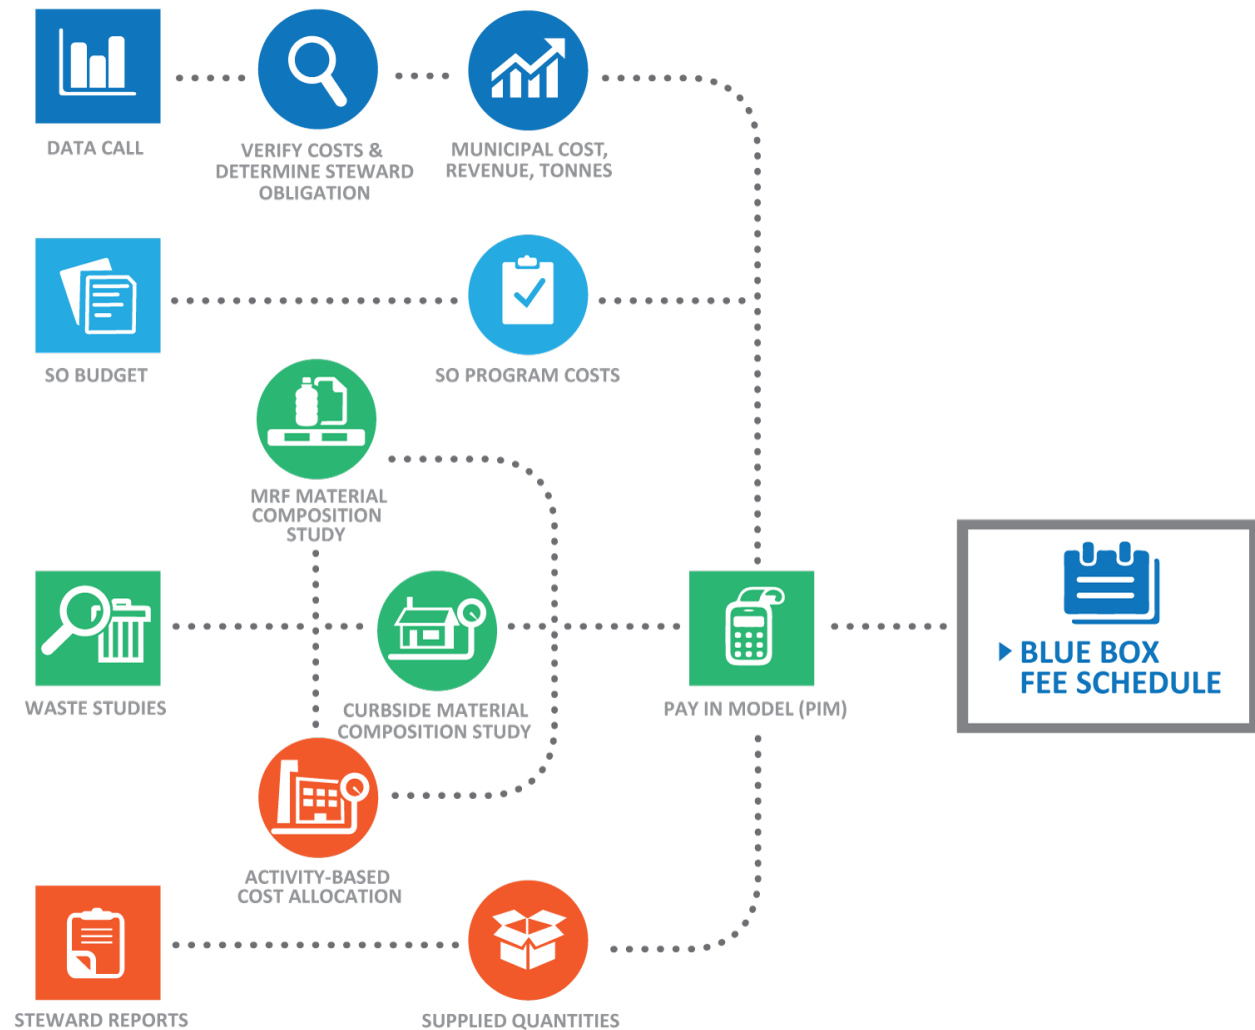 DATA CALL
VERIFY COSTS &
DETERMINE STEWARD
OBLIGATION
MUNICIPAL COST,
REVENUE, TONNES
SO BUDGET
SO PROGRAM COSTS
MRF MATERIAL
COMPOSITION
STUDY
WASTE STUDIES
CURBSIDE MATERIAL
COMPOSITION STUDY
PAY IN MODEL (PIM)
BLUE BOX
FEE SCHEDULE
ACTIVITY-BASED
COST ALLOCATION
STEWARD REPORTS
SUPPLIED QUANTITIES